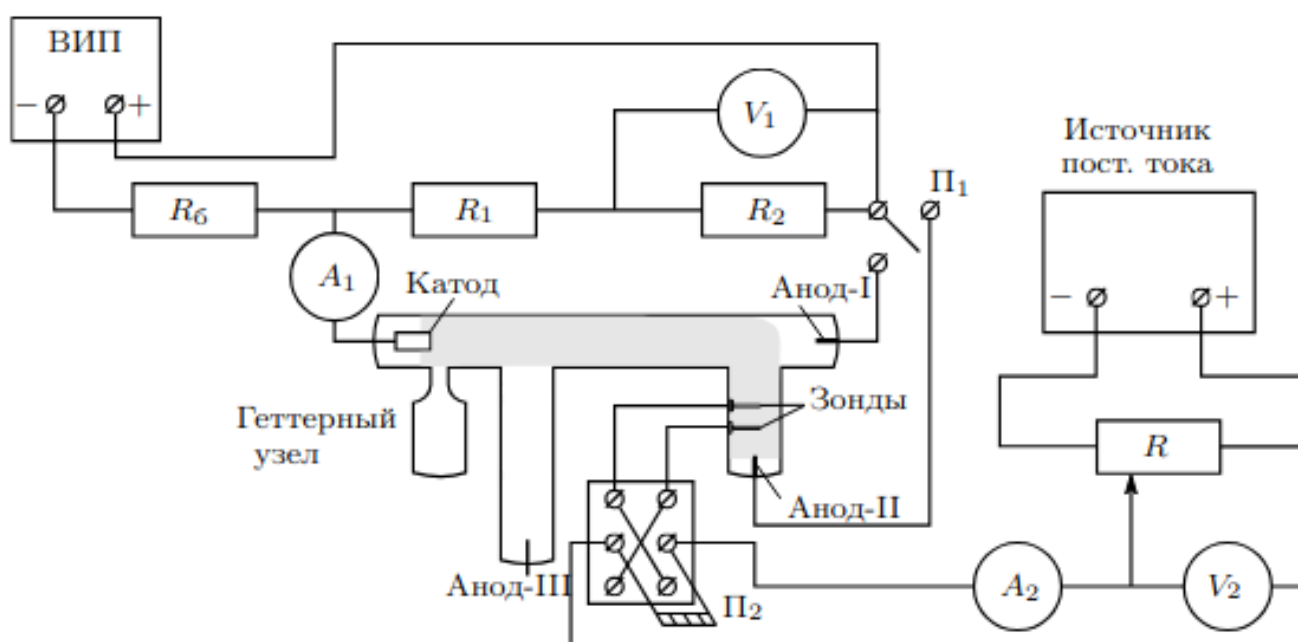 ВИП
− +
V₁
Источник
пост. тока
П₁
R_б
R₁
R₂
A₁
Катод
Анод-I
− +
Геттерный
узел
Зонды
R
Анод-II
Анод-III
П₂
A₂
V₂